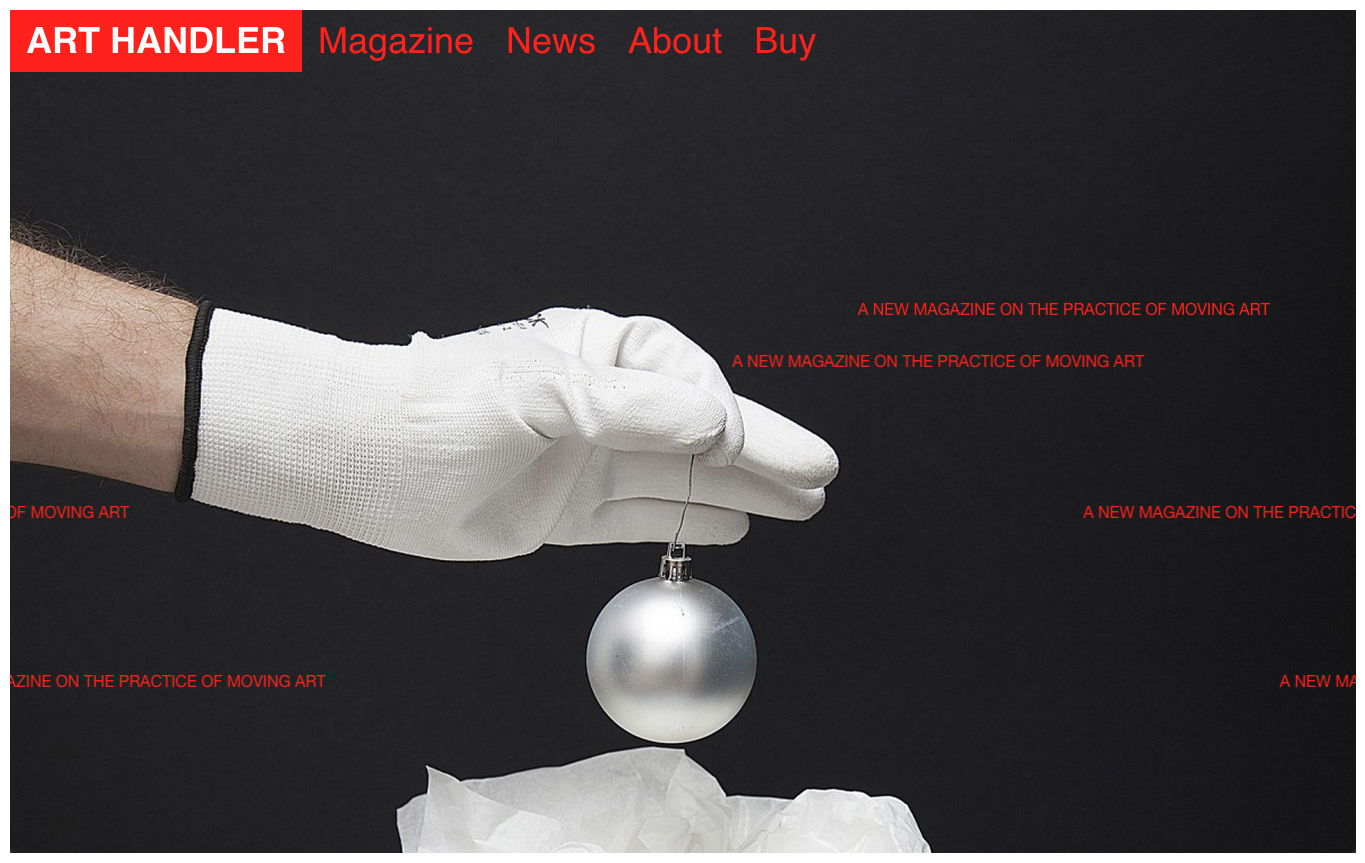 ART HANDLER Magazine News About Buy
A NEW MAGAZINE ON THE PRACTICE OF MOVING ART
A NEW MAGAZINE ON THE PRACTICE OF MOVING ART
OF MOVING ART
A NEW MAGAZINE ON THE PRACTIC
AZINE ON THE PRACTICE OF MOVING ART
A NEW MA